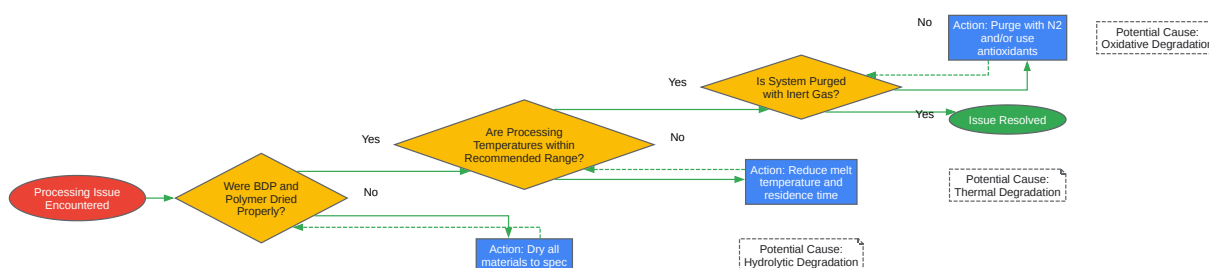 Processing Issue
Encountered
Were BDP and
Polymer Dried
Properly?
Yes
No
Action: Dry all
materials to spec
Potential Cause:
Hydrolytic Degradation
Are Processing
Temperatures within
Recommended Range?
Yes
No
Action: Reduce melt
temperature and
residence time
Potential Cause:
Thermal Degradation
Is System Purged
with Inert Gas?
No
Action: Purge with N2
and/or use
antioxidants
Potential Cause:
Oxidative Degradation
Yes
Issue Resolved